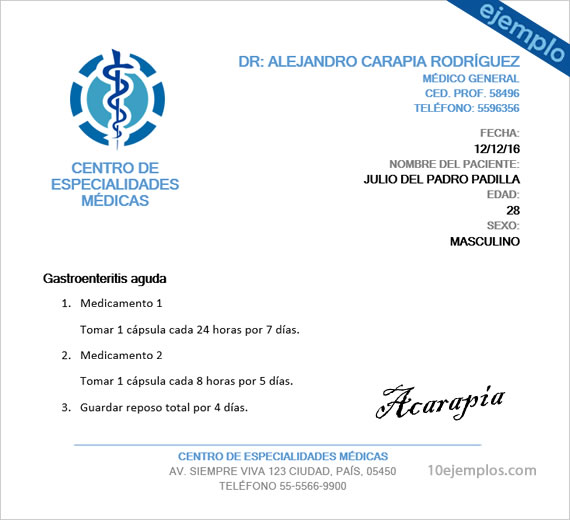 ejemplo
DR: ALEJANDRO CARAPIA RODRÍGUEZ
MÉDICO GENERAL
CED. PROF. 58496
TELÉFONO: 5596356
CENTRO DE
ESPECIALIDADES
MÉDICAS
FECHA:
12/12/16
NOMBRE DEL PACIENTE:
JULIO DEL PADRO PADILLA
EDAD:
28
SEXO:
MASCULINO
Gastroenteritis aguda
1. Medicamento 1
Tomar 1 cápsula cada 24 horas por 7 días.
2. Medicamento 2
Tomar 1 cápsula cada 8 horas por 5 días.
3. Guardar reposo total por 4 días.
Acarapia
CENTRO DE ESPECIALIDADES MÉDICAS
AV. SIEMPRE VIVA 123 CIUDAD, PAÍS, 05450
TELÉFONO 55-5566-9900
10ejemplos.com